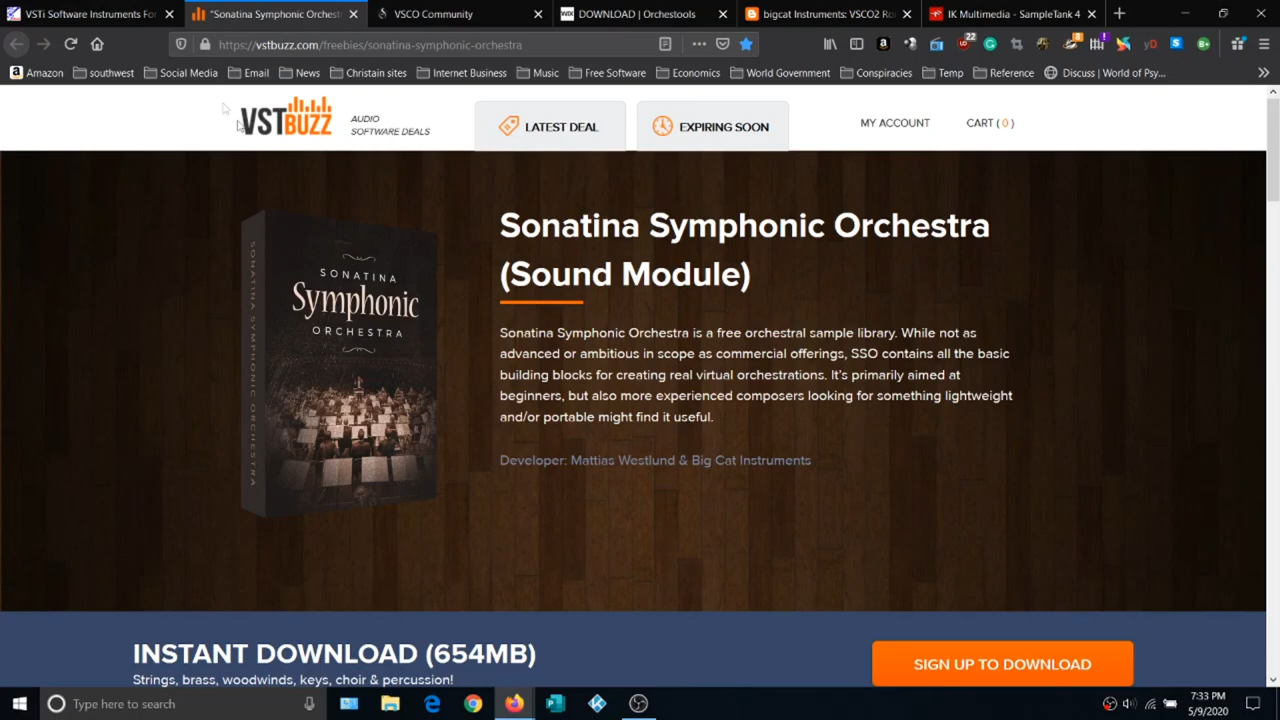 VSTi Software Instruments For
"Sonatina Symphonic Orchest
VSCO Community
WIX DOWNLOAD | Orchestools
bigcat Instruments: VSCO2 Ro
IK Multimedia - SampleTank 4
https://vstbuzz.com/freebies/sonatina-symphonic-orchestra
22
8
Amazon southwest Social Media Email News Christain sites Internet Business Music Free Software Economics World Government Conspiracies Temp Reference Discuss | World of Psy...
VSTBUZZ
AUDIO
SOFTWARE DEALS
LATEST DEAL
EXPIRING SOON
MY ACCOUNT
CART ( 0 )
SONATINA SYMPHONIC ORCHESTRA
SONATINA
Symphonic
ORCHESTRA
Sonatina Symphonic Orchestra
(Sound Module)
Sonatina Symphonic Orchestra is a free orchestral sample library. While not as
advanced or ambitious in scope as commercial offerings, SSO contains all the basic
building blocks for creating real virtual orchestrations. It's primarily aimed at
beginners, but also more experienced composers looking for something lightweight
and/or portable might find it useful.
Developer: Mattias Westlund & Big Cat Instruments
INSTANT DOWNLOAD (654MB)
Strings, brass, woodwinds, keys, choir & percussion!
SIGN UP TO DOWNLOAD
Type here to search
7:33 PM
5/9/2020